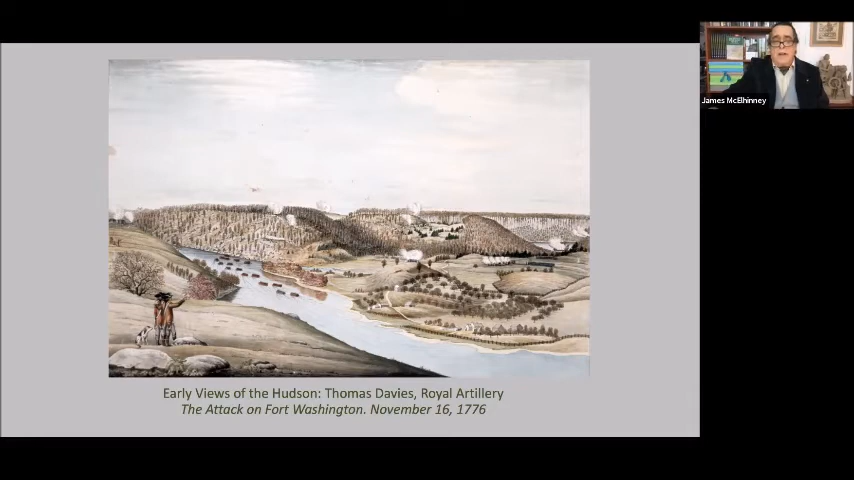 James McElhinney
Early Views of the Hudson: Thomas Davies, Royal Artillery
The Attack on Fort Washington. November 16, 1776